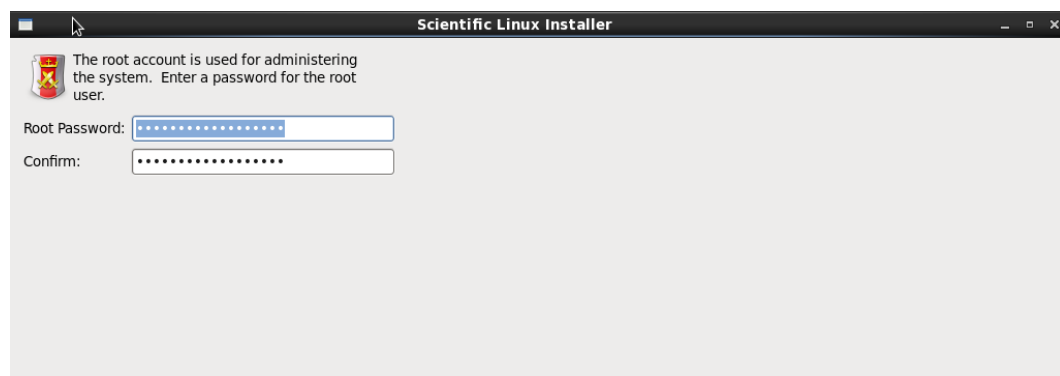 Scientific Linux Installer
The root account is used for administering
the system.  Enter a password for the root
user.
Root Password: ••••••••••••••••••
Confirm: ••••••••••••••••••